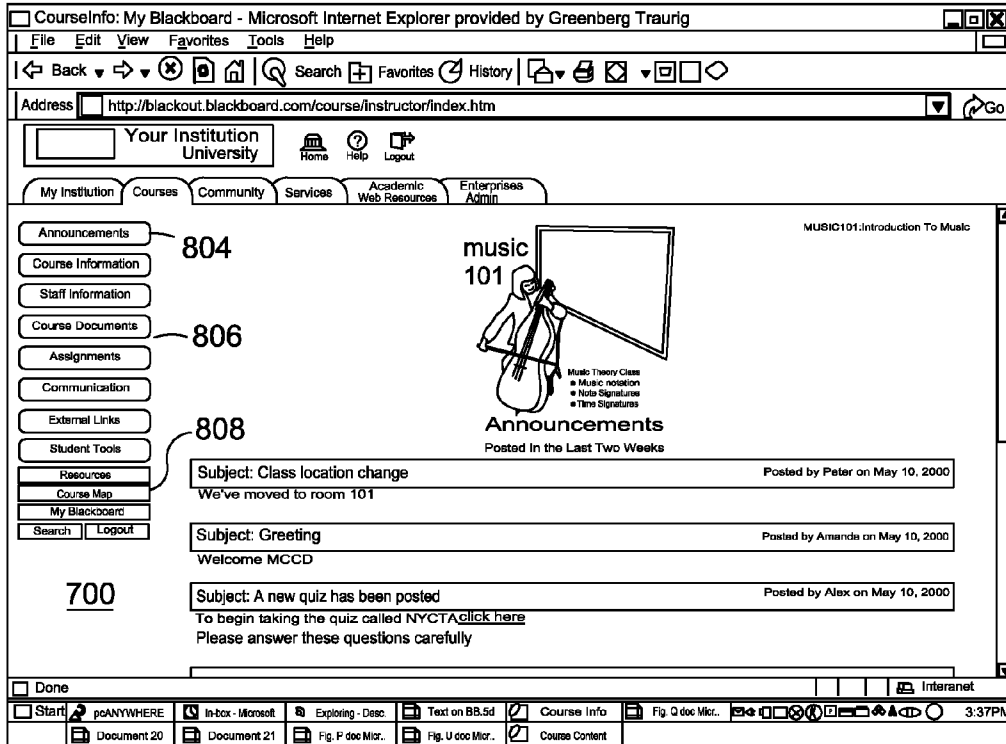 CourseInfo: My Blackboard - Microsoft Internet Explorer provided by Greenberg Traurig
File Edit View Favorites Tools Help
Back Search Favorites History
Address http://blackout.blackboard.com/course/instructor/index.htm Go
Your Institution
University
Home Help Logout
My Institution Courses Community Services Academic Web Resources Enterprises Admin
MUSIC101:Introduction To Music
Announcements 804
Course Information
Staff Information
Course Documents 806
Assignments
Communication
External Links
Student Tools 808
Resources
Course Map
My Blackboard
Search Logout
700
music
101
Music Theory Class
• Music notation
• Note Signatures
• Time Signatures
Announcements
Posted In the Last Two Weeks
Subject: Class location change Posted by Peter on May 10, 2000
We've moved to room 101
Subject: Greeting Posted by Amanda on May 10, 2000
Welcome MCCD
Subject: A new quiz has been posted Posted by Alex on May 10, 2000
To begin taking the quiz called NYCTA click here
Please answer these questions carefully
Done Interanet
Start pcANYWHERE In-box - Microsoft Exploring - Desc. Text on BB.5d Course Info Fig. Q doc Micr.. 3:37PM
Document 20 Document 21 Fig. P doc Micr.. Fig. U doc Micr.. Course Content